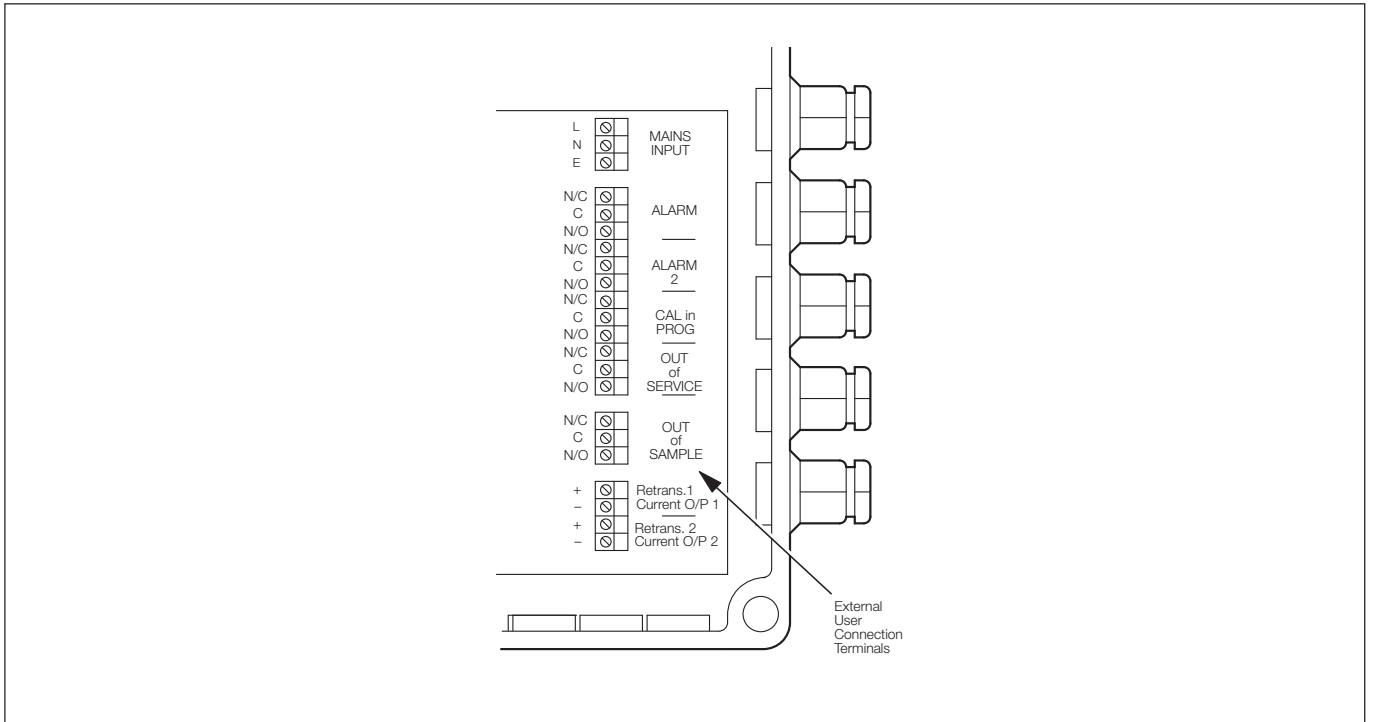 L
N
E
MAINS
INPUT
N/C
C
N/O
ALARM
N/C
C
N/O
ALARM
2
N/C
C
N/O
CAL in
PROG
N/C
C
N/O
OUT
of
SERVICE
N/C
C
N/O
OUT
of
SAMPLE
+
–
Retrans.1
Current O/P 1
+
–
Retrans. 2
Current O/P 2
External
User
Connection
Terminals